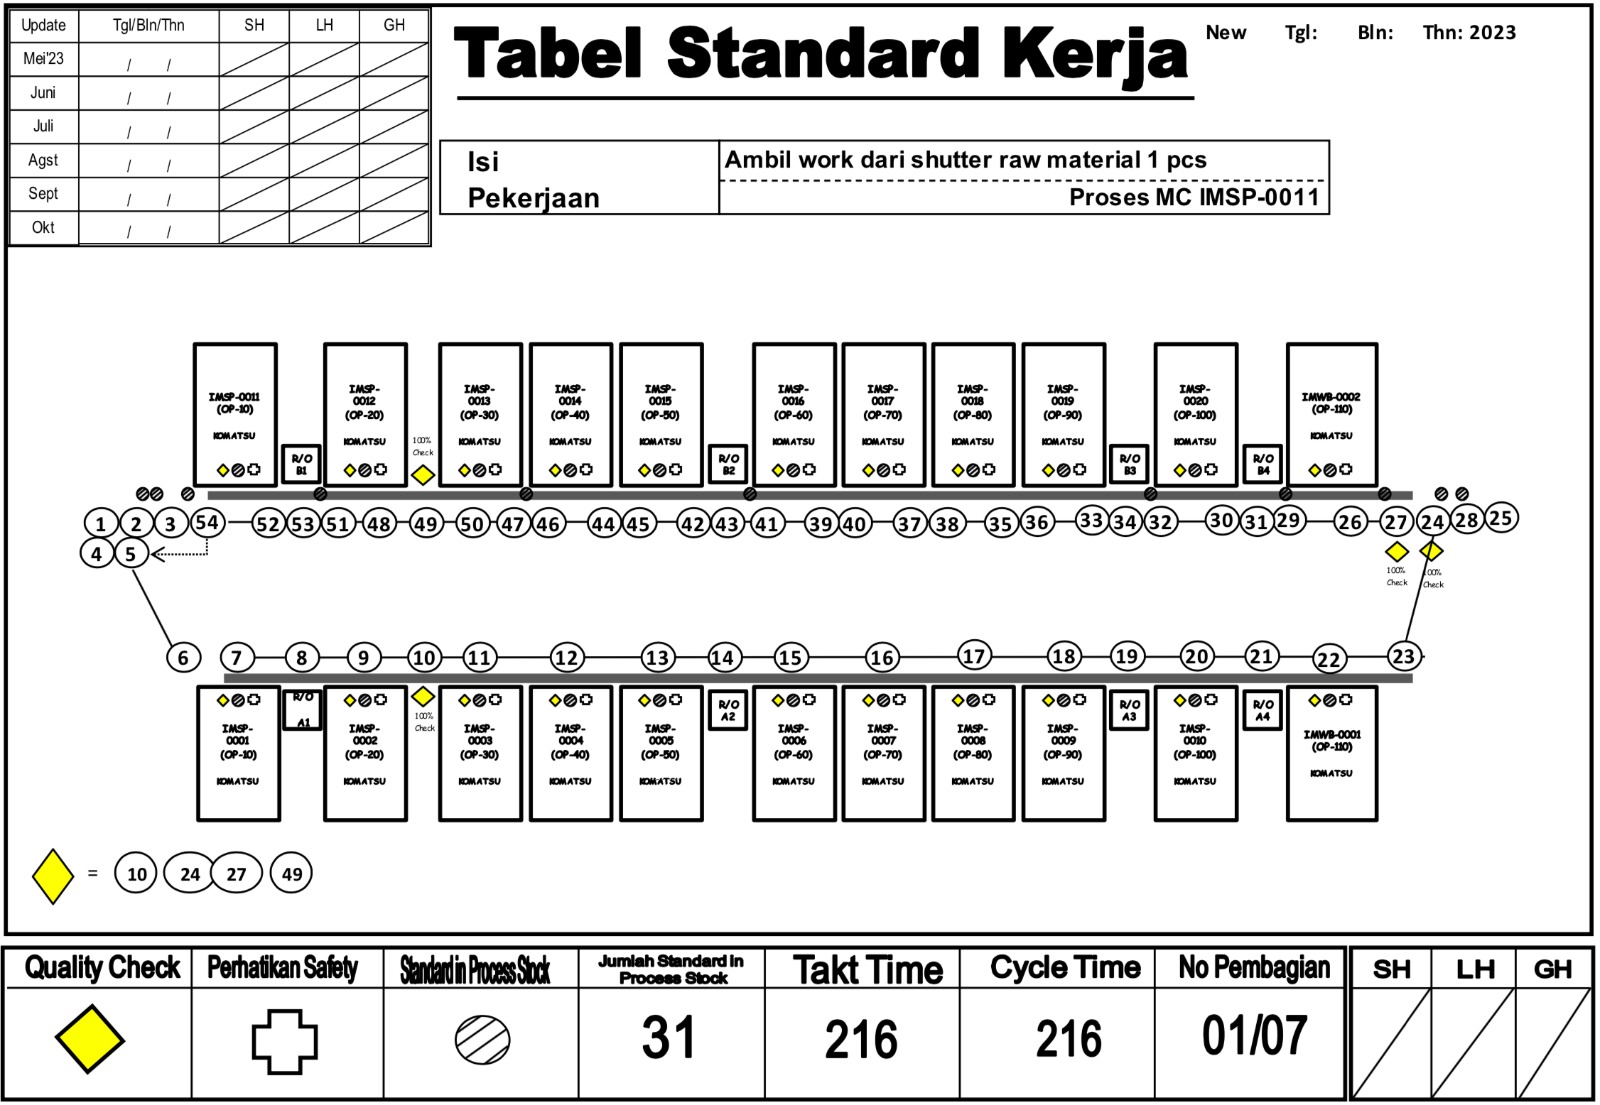 Update Tgl/Bln/Thn SH LH GH
Mei'23 / /
Juni / /
Juli / /
Agst / /
Sept / /
Okt / /
Tabel Standard Kerja
New Tgl: Bln: Thn: 2023
Isi
Pekerjaan
Ambil work dari shutter raw material 1 pcs
Proses MC IMSP-0011
IMSP-0011
(OP-10)
KOMATSU
R/O
B1
IMSP-
0012
(OP-20)
KOMATSU
100%
Check
IMSP-
0013
(OP-30)
KOMATSU
IMSP-
0014
(OP-40)
KOMATSU
IMSP-
0015
(OP-50)
KOMATSU
R/O
B2
IMSP-
0016
(OP-60)
KOMATSU
IMSP-
0017
(OP-70)
KOMATSU
IMSP-
0018
(OP-80)
KOMATSU
IMSP-
0019
(OP-90)
KOMATSU
R/O
B3
IMSP-
0020
(OP-100)
KOMATSU
R/O
B4
IMWB-0002
(OP-110)
KOMATSU
1 2 3 54 52 53 51 48 49 50 47 46 44 45 42 43 41 39 40 37 38 35 36 33 34 32 30 31 29 26 27 24 28 25
4 5
100%
Check
100%
Check
6 7 8 9 10 11 12 13 14 15 16 17 18 19 20 21 22 23
IMSP-
0001
(OP-10)
KOMATSU
R/O
A1
IMSP-
0002
(OP-20)
KOMATSU
100%
Check
IMSP-
0003
(OP-30)
KOMATSU
IMSP-
0004
(OP-40)
KOMATSU
IMSP-
0005
(OP-50)
KOMATSU
R/O
A2
IMSP-
0006
(OP-60)
KOMATSU
IMSP-
0007
(OP-70)
KOMATSU
IMSP-
0008
(OP-80)
KOMATSU
IMSP-
0009
(OP-90)
KOMATSU
R/O
A3
IMSP-
0010
(OP-100)
KOMATSU
R/O
A4
IMWB-0001
(OP-110)
KOMATSU
= 10 24 27 49
Quality Check
Perhatikan Safety
Standard in Process Stock
Jumlah Standard in
Process Stock
31
Takt Time
216
Cycle Time
216
No Pembagian
01/07
SH LH GH